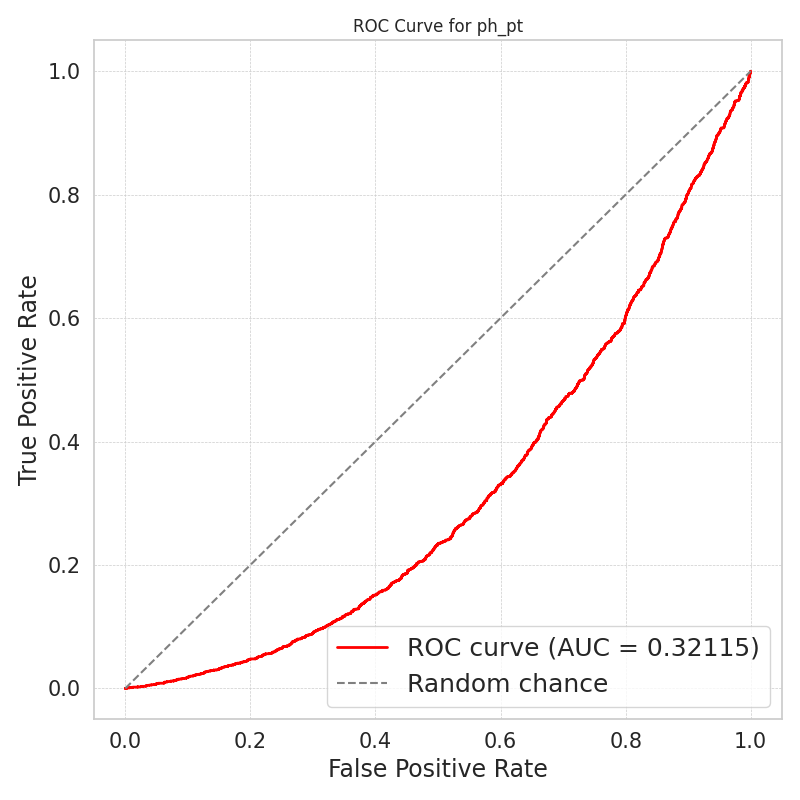 ROC Curve for ph_pt
True Positive Rate
1.0
0.8
0.6
0.4
0.2
0.0
ROC curve (AUC = 0.32115)
Random chance
0.0 0.2 0.4 0.6 0.8 1.0
False Positive Rate